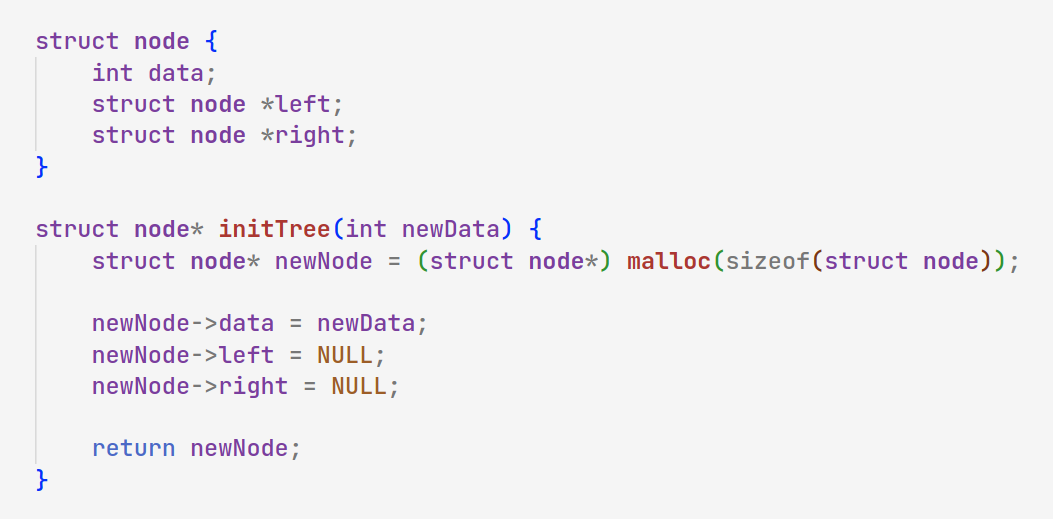 struct node {
    int data;
    struct node *left;
    struct node *right;
}

struct node* initTree(int newData) {
    struct node* newNode = (struct node*) malloc(sizeof(struct node));

    newNode->data = newData;
    newNode->left = NULL;
    newNode->right = NULL;

    return newNode;
}